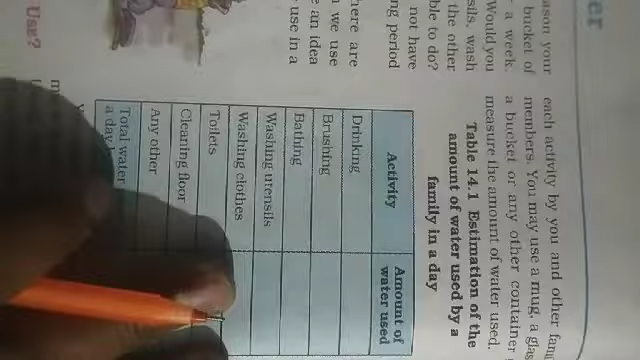 er
ason your
bucket of
a week.
Would you
sils, wash
the other
ble to do?
not have
ng period
here are
we use
an idea
use in a
USE?
each activity by you and other fam
members. You may use a mug, a glas
a bucket or any other container
measure the amount of water used.
Table 14.1 Estimation of the
amount of water used by a
family in a day
Activity
Amount of
water used
Drinking
Brushing
Bathing
Washing utensils
Washing clothes
Toilets
Cleaning floor
Any other
Total water
a day